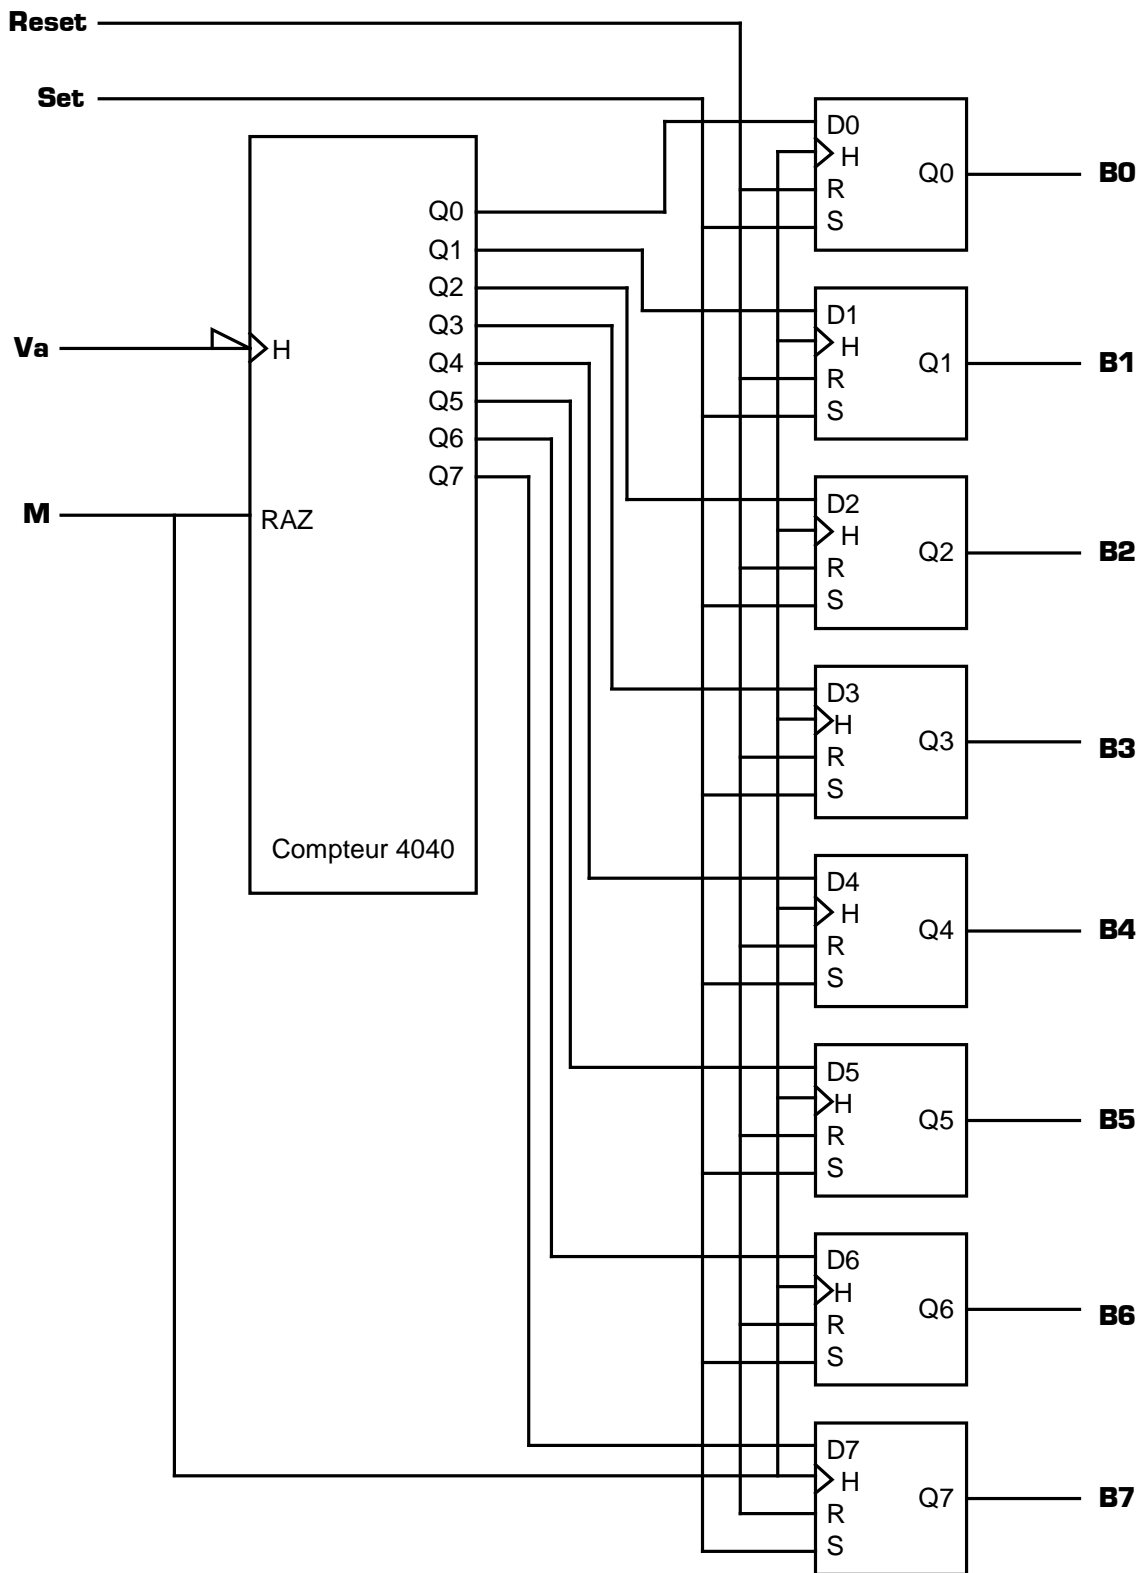 Reset
Set
Va
M
H
RAZ
Q0
Q1
Q2
Q3
Q4
Q5
Q6
Q7
Compteur 4040
D0
H
R
S
Q0
B0
D1
H
R
S
Q1
B1
D2
H
R
S
Q2
B2
D3
H
R
S
Q3
B3
D4
H
R
S
Q4
B4
D5
H
R
S
Q5
B5
D6
H
R
S
Q6
B6
D7
H
R
S
Q7
B7